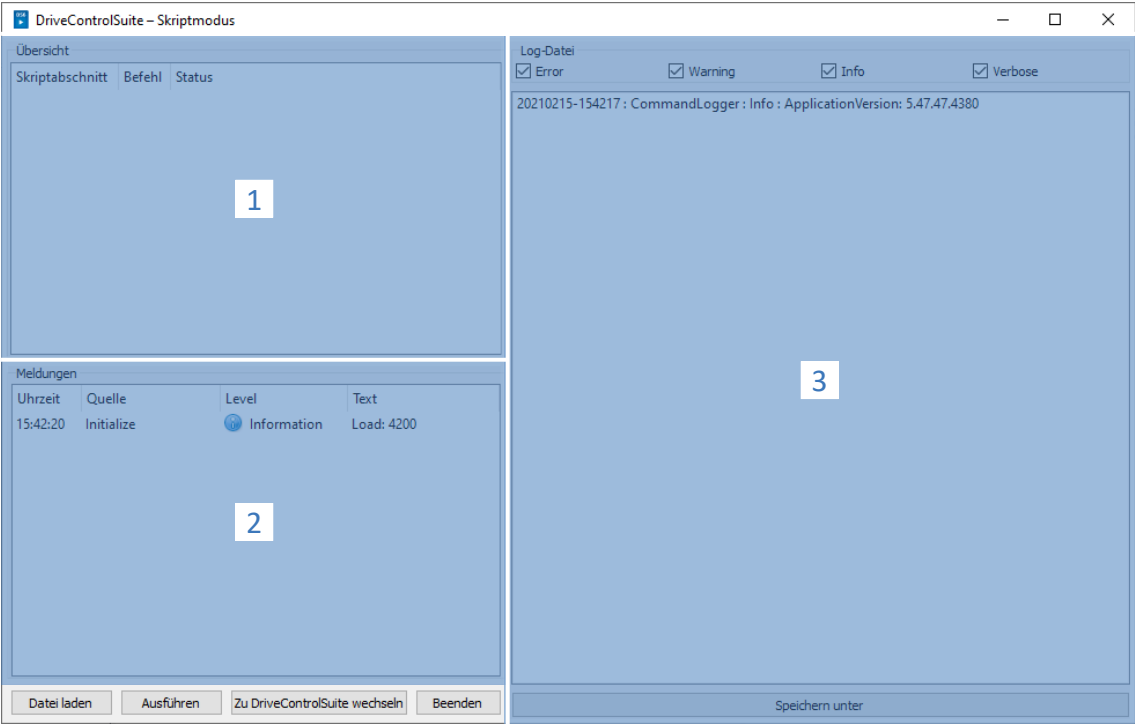 DriveControlSuite – Skriptmodus
Übersicht
Skriptabschnitt Befehl Status
1
Meldungen
Uhrzeit Quelle Level Text
15:42:20 Initialize Information Load: 4200
2
Datei laden Ausführen Zu DriveControlSuite wechseln Beenden
Log-Datei
Error Warning Info Verbose
20210215-154217 : CommandLogger : Info : ApplicationVersion: 5.47.47.4380
3
Speichern unter